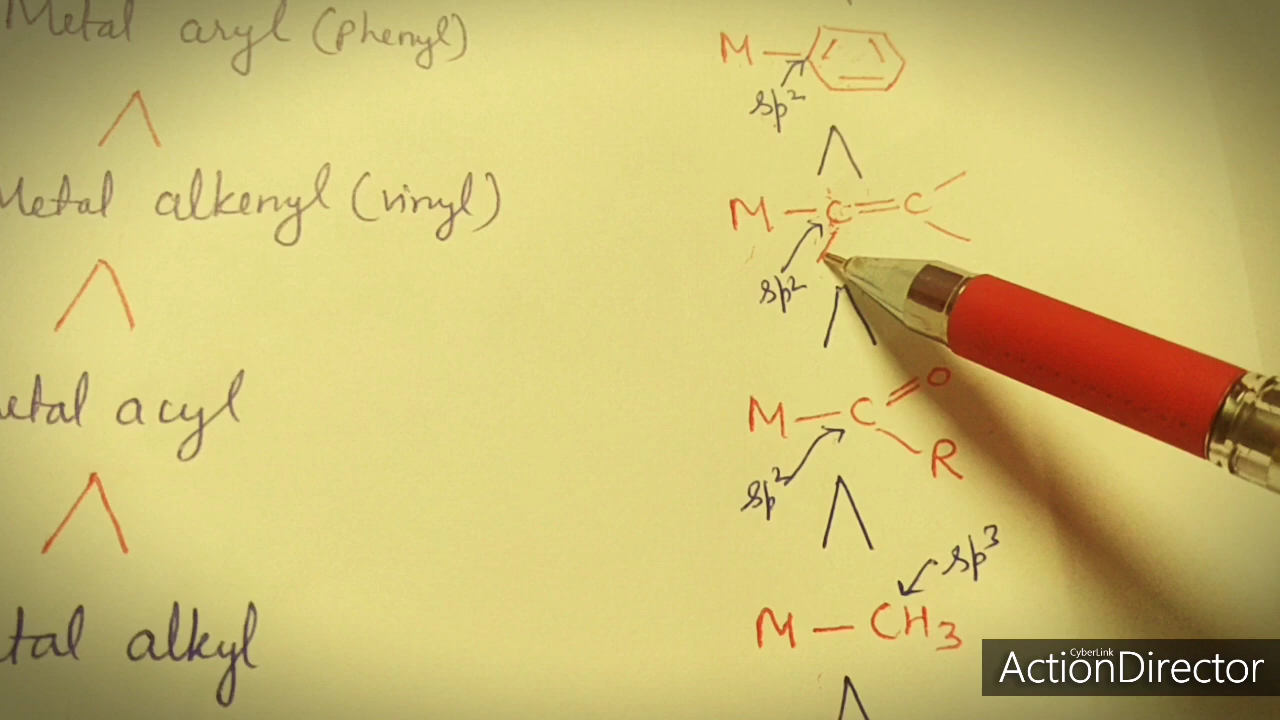 Metal aryl (phenyl) M
sp²
Metal alkenyl (vinyl) M — C = C
sp²
etal acyl M — C O
R
sp²
sp³
tal alkyl M — CH₃
CyberLink
ActionDirector